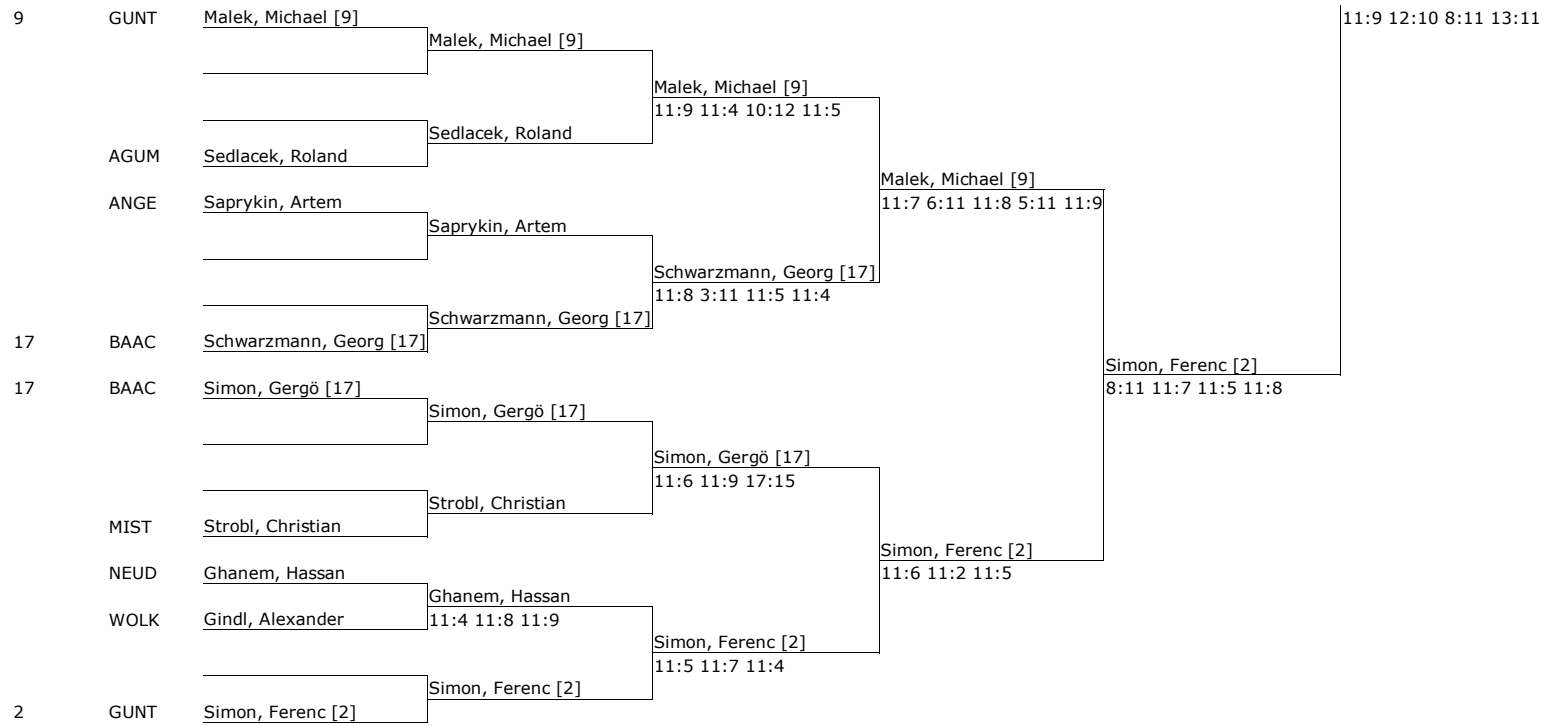 9 GUNT Malek, Michael [9] 11:9 12:10 8:11 13:11
Malek, Michael [9]
Malek, Michael [9]
11:9 11:4 10:12 11:5
Sedlacek, Roland
AGUM Sedlacek, Roland
Malek, Michael [9]
ANGE Saprykin, Artem 11:7 6:11 11:8 5:11 11:9
Saprykin, Artem
Schwarzmann, Georg [17]
11:8 3:11 11:5 11:4
Schwarzmann, Georg [17]
17 BAAC Schwarzmann, Georg [17]
Simon, Ferenc [2]
17 BAAC Simon, Gergö [17] 8:11 11:7 11:5 11:8
Simon, Gergö [17]
Simon, Gergö [17]
11:6 11:9 17:15
Strobl, Christian
MIST Strobl, Christian
Simon, Ferenc [2]
NEUD Ghanem, Hassan 11:6 11:2 11:5
Ghanem, Hassan
WOLK Gindl, Alexander 11:4 11:8 11:9
Simon, Ferenc [2]
11:5 11:7 11:4
Simon, Ferenc [2]
2 GUNT Simon, Ferenc [2]